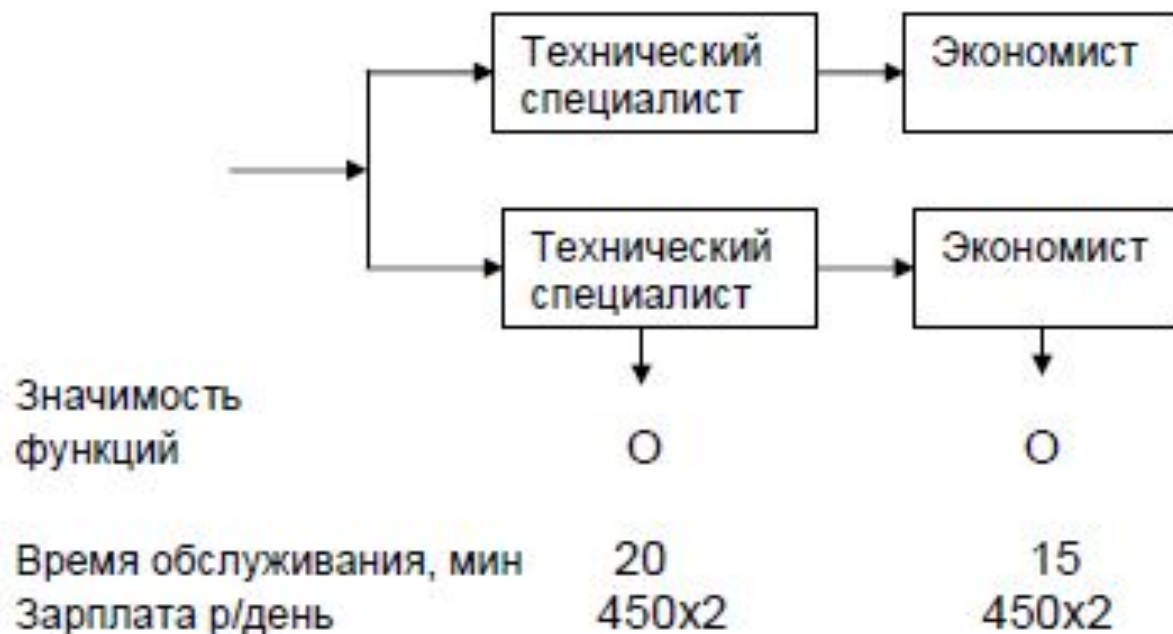 Технический
специалист
Экономист
Технический
специалист
Экономист
Значимость
функций О О
Время обслуживания, мин 20 15
Зарплата р/день 450х2 450х2